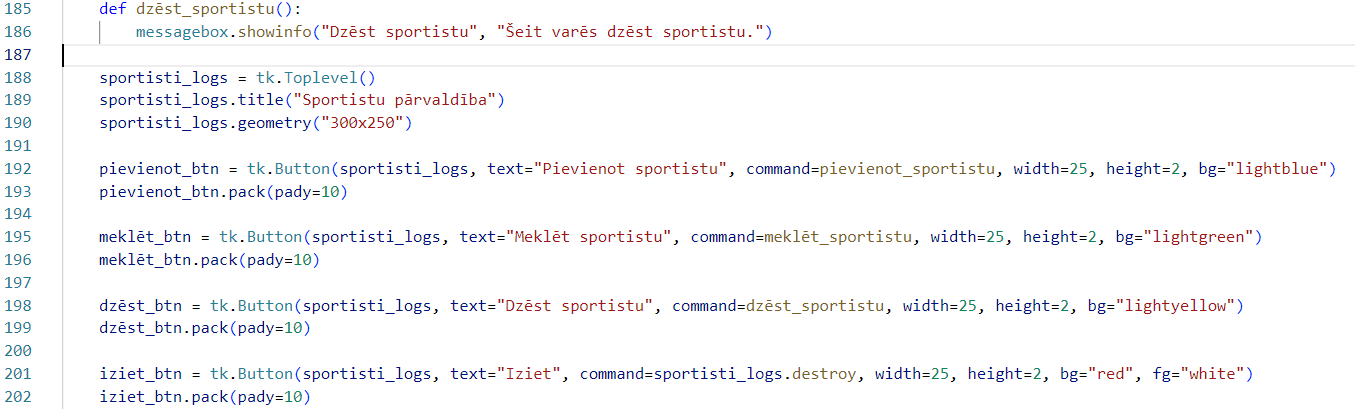 185 def dzēst_sportistu():
186 messagebox.showinfo("Dzēst sportistu", "Šeit varēs dzēst sportistu.")
187
188 sportisti_logs = tk.Toplevel()
189 sportisti_logs.title("Sportistu pārvaldība")
190 sportisti_logs.geometry("300x250")
191
192 pievienot_btn = tk.Button(sportisti_logs, text="Pievienot sportistu", command=pievienot_sportistu, width=25, height=2, bg="lightblue")
193 pievienot_btn.pack(pady=10)
194
195 meklēt_btn = tk.Button(sportisti_logs, text="Meklēt sportistu", command=meklēt_sportistu, width=25, height=2, bg="lightgreen")
196 meklēt_btn.pack(pady=10)
197
198 dzēst_btn = tk.Button(sportisti_logs, text="Dzēst sportistu", command=dzēst_sportistu, width=25, height=2, bg="lightyellow")
199 dzēst_btn.pack(pady=10)
200
201 iziet_btn = tk.Button(sportisti_logs, text="Iziet", command=sportisti_logs.destroy, width=25, height=2, bg="red", fg="white")
202 iziet_btn.pack(pady=10)